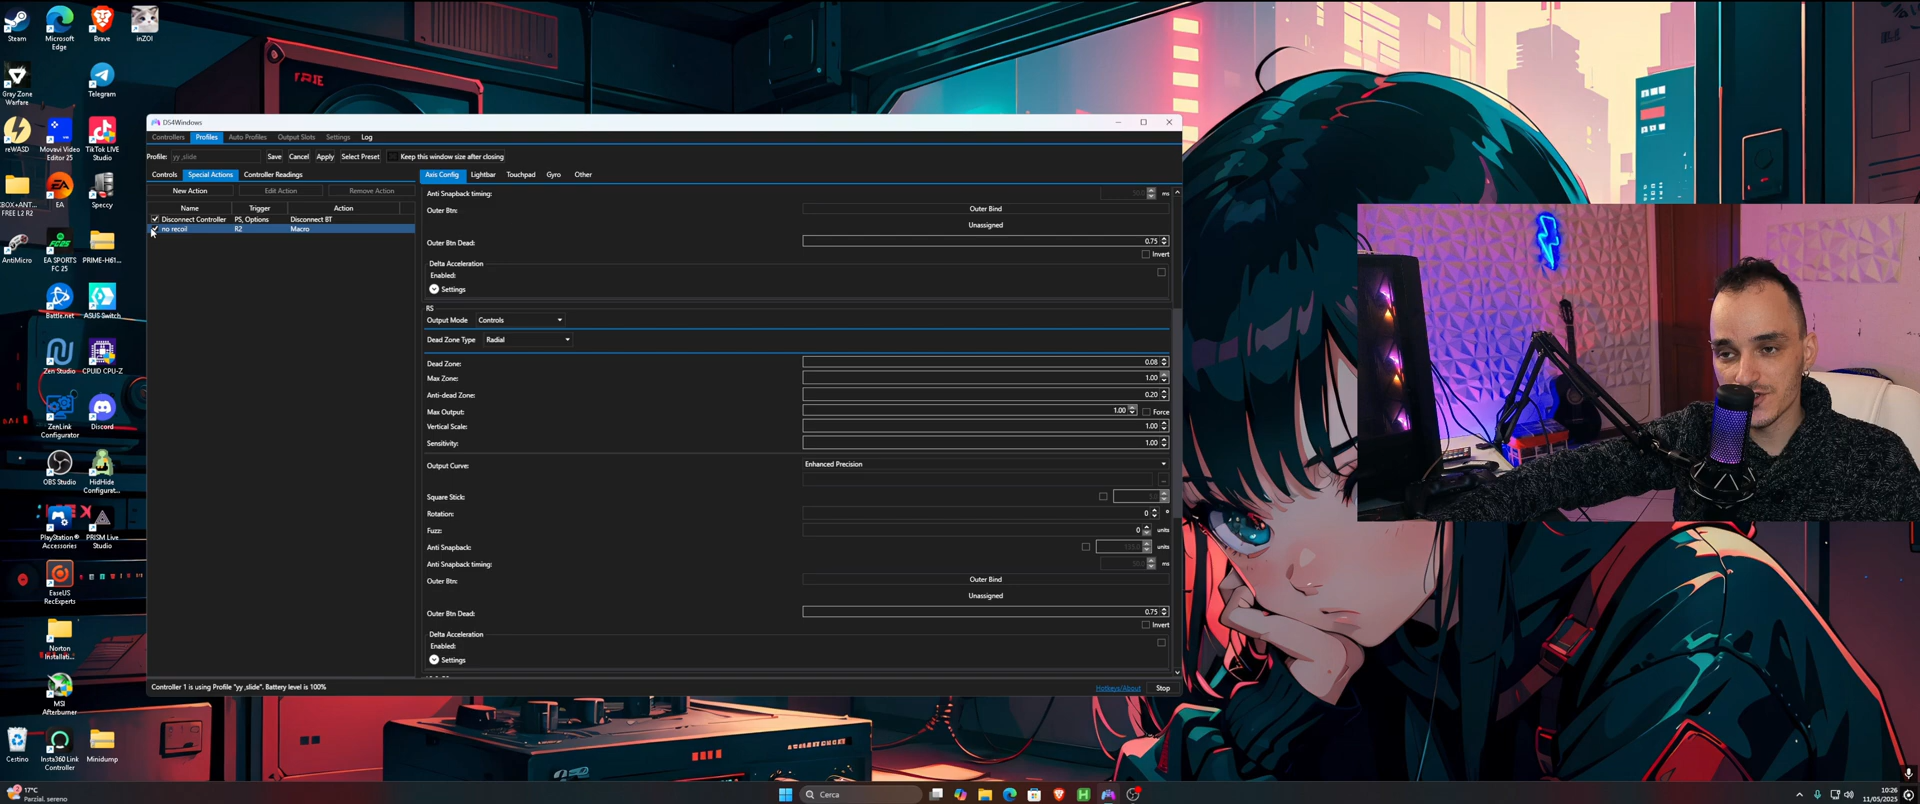 Steam
Microsoft
Edge
Brave
inZOI
Gray Zone
Warfare
Telegram
reWASD
Movavi Video
Editor 25
TikTok LIVE
Studio
XBOX+ANT...
FREE L2 R2
EA
Speccy
AntiMicro
EA SPORTS
FC 25
PRIME-H61...
Battle.net
ASUS Switch
Zen Studio
CPUID CPU-Z
ZenLink
Configurator
Discord
OBS Studio
HidHide
Configurat...
PlayStation®
Accessories
PRISM Live
Studio
EaseUS
RecExperts
Norton
Installati...
MSI
Afterburner
Cestino
Insta360 Link
Controller
Minidump
DS4Windows
Controllers
Profiles
Auto Profiles
Output Slots
Settings
Log
Profile:
yy ,slide
Save
Cancel
Apply
Select Preset
Keep this window size after closing
Controls
Special Actions
Controller Readings
Axis Config
Lightbar
Touchpad
Gyro
Other
New Action
Edit Action
Remove Action
Name
Trigger
Action
Disconnect Controller
PS, Options
Disconnect BT
no recoil
R2
Macro
Anti Snapback timing:
ms
Outer Btn:
Outer Bind
Unassigned
Outer Btn Dead:
0.75
Invert
Delta Acceleration
Enabled:
Settings
RS
Output Mode
Controls
Dead Zone Type
Radial
Dead Zone:
0.08
Max Zone:
1.00
Anti-dead Zone:
0.20
Max Output:
1.00
Force
Vertical Scale:
1.00
Sensitivity:
1.00
Output Curve:
Enhanced Precision
...
Square Stick:
Rotation:
0
°
Fuzz:
0
units
Anti Snapback:
units
Anti Snapback timing:
ms
Outer Btn:
Outer Bind
Unassigned
Outer Btn Dead:
0.75
Invert
Delta Acceleration
Enabled:
Settings
Controller 1 is using Profile "yy ,slide". Battery level is 100%
Hotkeys/About
Stop
17°C
Parzial. sereno
Cerca
10:26
11/05/2025